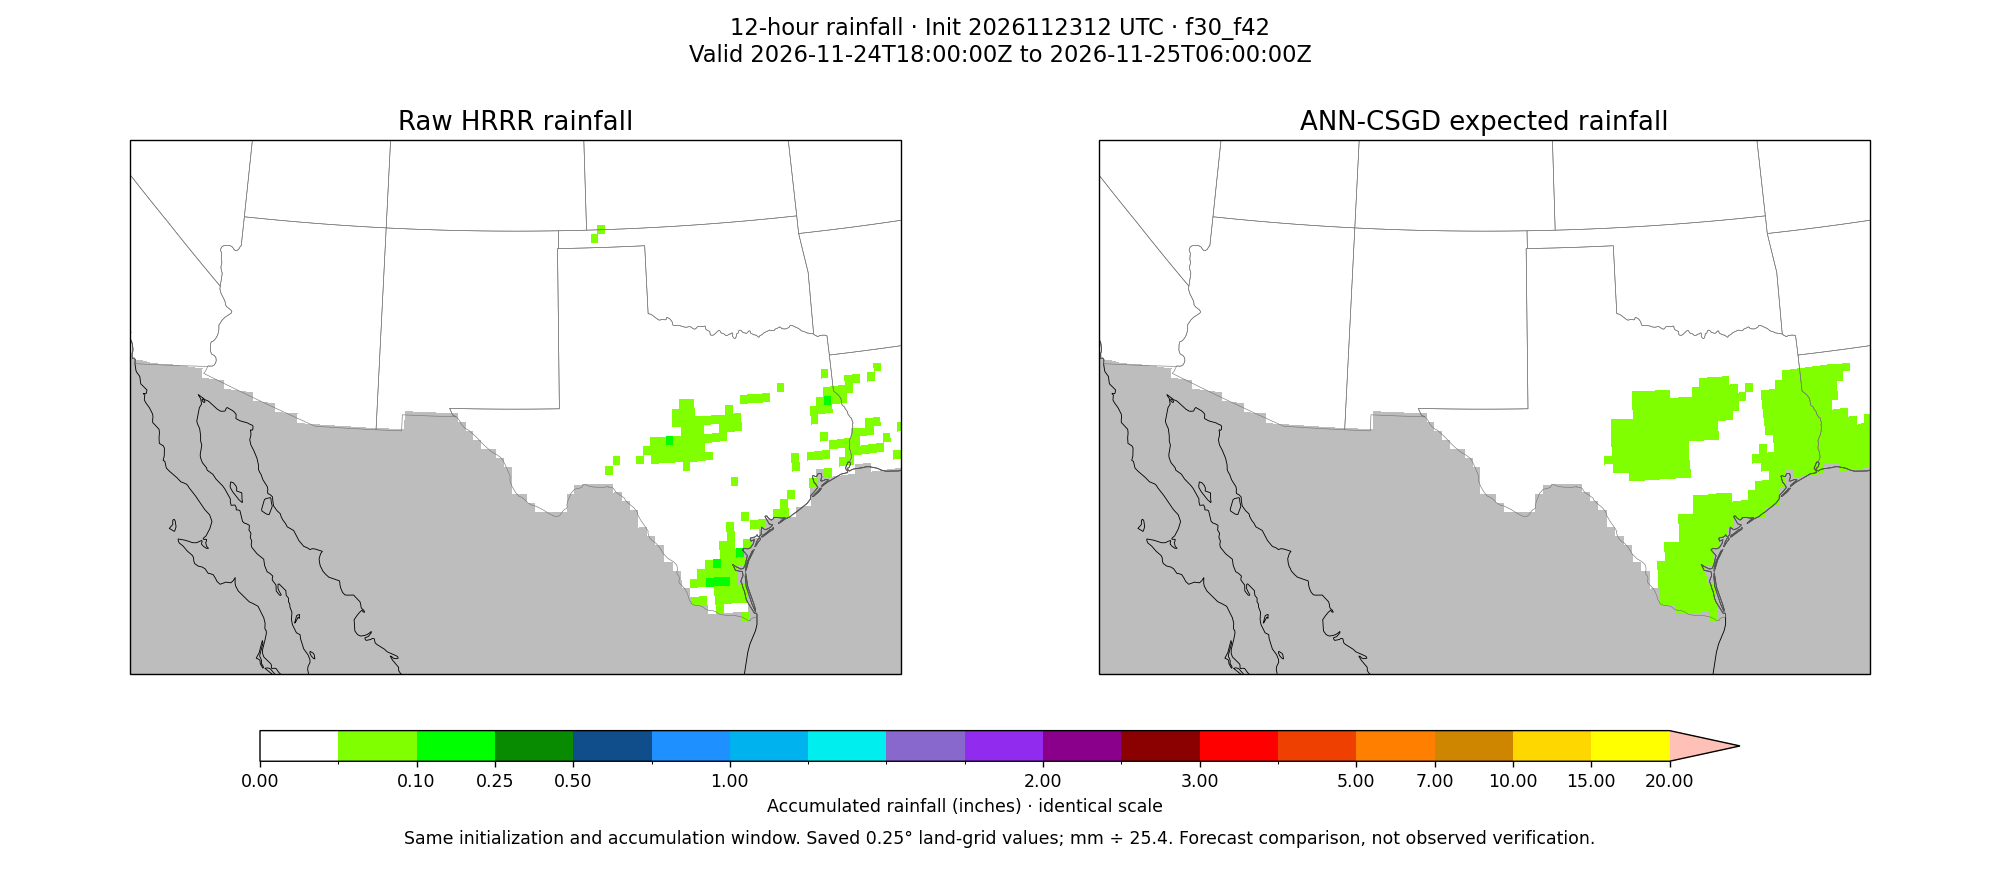 12-hour rainfall · Init 2026112312 UTC · f30_f42
Valid 2026-11-24T18:00:00Z to 2026-11-25T06:00:00Z
Raw HRRR rainfall
ANN-CSGD expected rainfall
0.00 0.10 0.25 0.50 1.00 2.00 3.00 5.00 7.00 10.00 15.00 20.00
Accumulated rainfall (inches) · identical scale
Same initialization and accumulation window. Saved 0.25° land-grid values; mm ÷ 25.4. Forecast comparison, not observed verification.